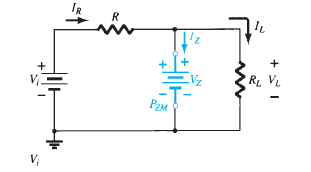 I_R
R
I_Z
I_L
+ + + +
V_i V_Z R_L V_L
− − − −
P_ZM
V_i